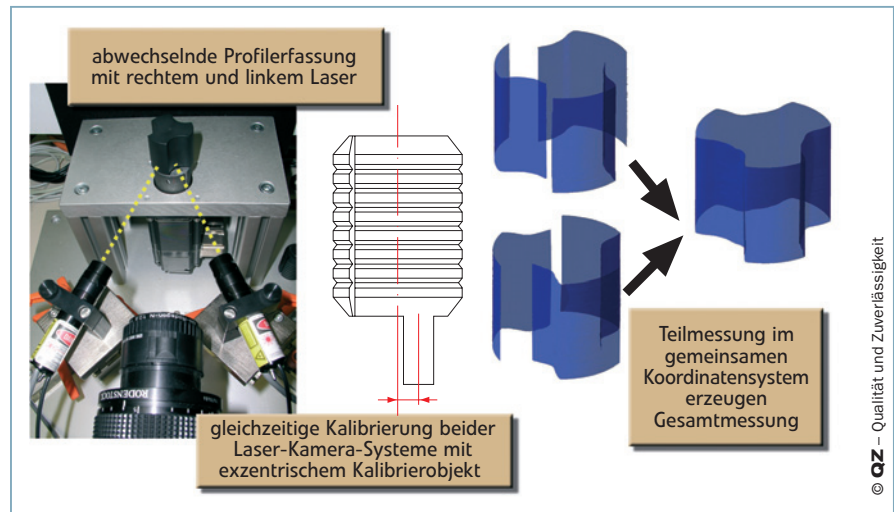 abwechselnde Profilerfassung
mit rechtem und linkem Laser
RODENSTOCK
gleichzeitige Kalibrierung beider
Laser-Kamera-Systeme mit
exzentrischem Kalibrierobjekt
Teilmessung im
gemeinsamen
Koordinatensystem
erzeugen
Gesamtmessung
© QZ – Qualität und Zuverlässigkeit